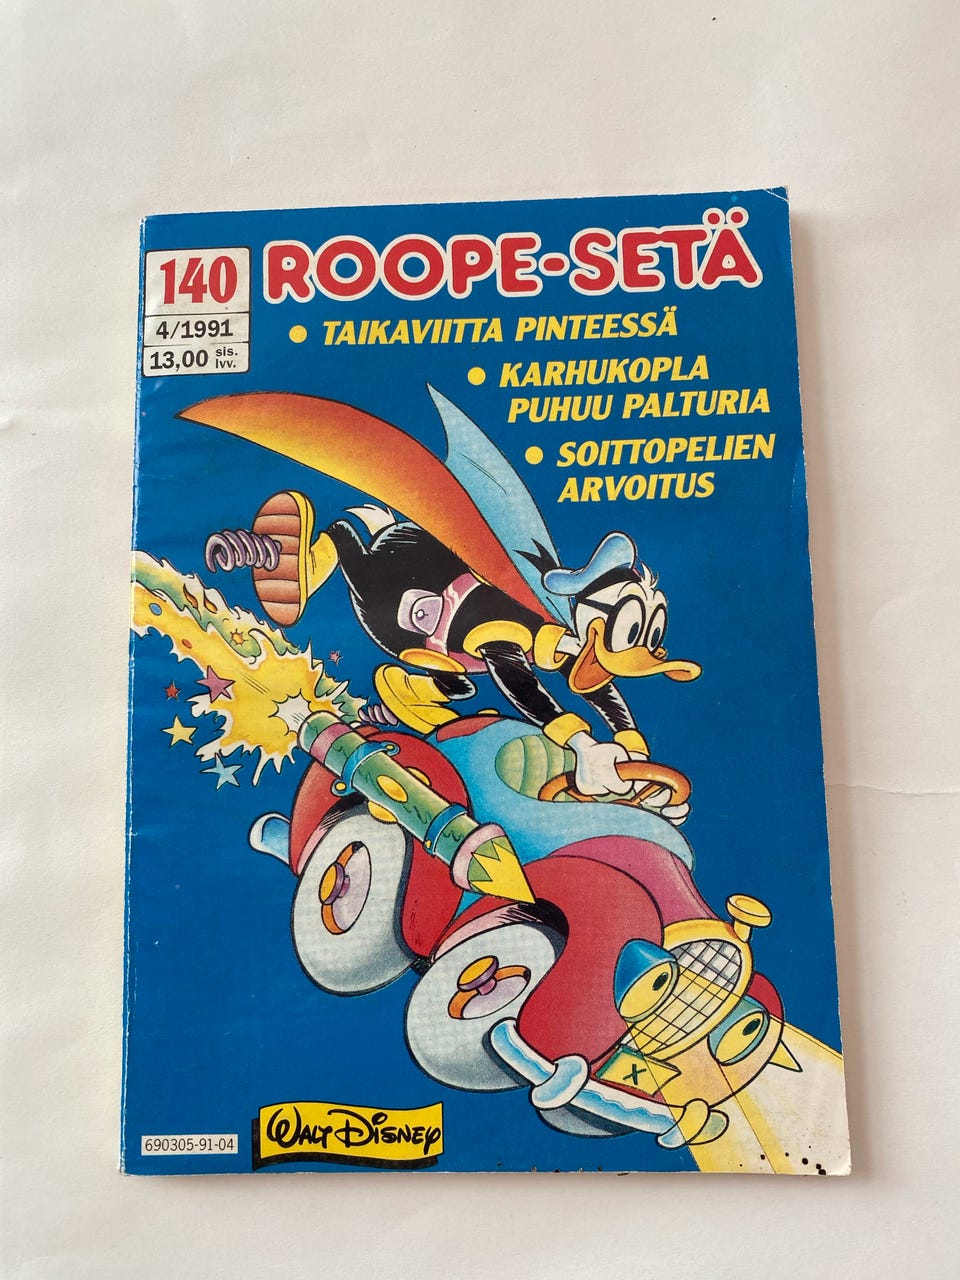 140
4/1991
13,00 sis. lvv.
ROOPE-SETÄ
• TAIKAVIITTA PINTEESSÄ
• KARHUKOPLA
PUHUU PALTURIA
• SOITTOPELIEN
ARVOITUS
X
690305-91-04
WALT DISNEY